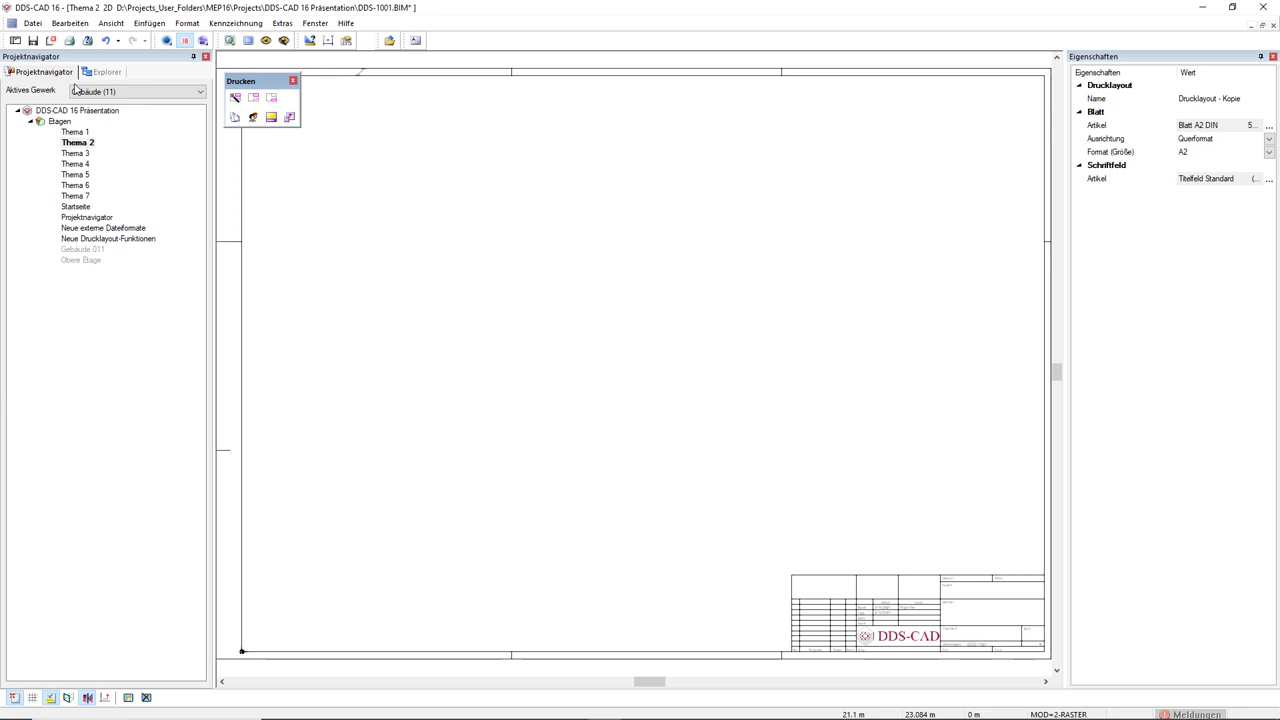 DDS-CAD 16 - [Thema 2  2D  D:\Projects_User_Folders\MEP16\Projects\DDS-CAD 16 Präsentation\DDS-1001.BIM* ]
Datei Bearbeiten Ansicht Einfügen Format Kennzeichnung Extras Fenster Hilfe
Projektnavigator
Projektnavigator Explorer
Aktives Gewerk Gebäude (11)
DDS-CAD 16 Präsentation
Etagen
Thema 1
Thema 2
Thema 3
Thema 4
Thema 5
Thema 6
Thema 7
Startseite
Projektnavigator
Neue externe Dateiformate
Neue Drucklayout-Funktionen
Gebäude 011
Obere Etage
Drucken
DDS-CAD
Eigenschaften
Eigenschaften Wert
Drucklayout
Name Drucklayout - Kopie
Blatt
Artikel Blatt A2 DIN 5... ...
Ausrichtung Querformat
Format (Größe) A2
Schriftfeld
Artikel Titelfeld Standard (... ...
21.1 m 23.084 m 0 m MOD=2-RASTER Meldungen